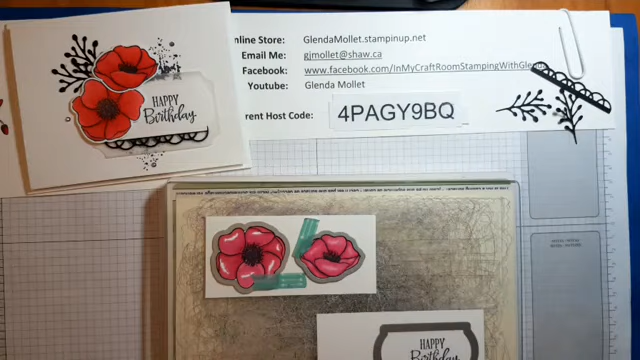 nline Store: GlendaMollet.stampinup.net
Email Me: gjmollet@shaw.ca
Facebook: www.facebook.com/InMyCraftRoomStampingWithGlenda
Youtube: Glenda Mollet
rent Host Code: 4PAGY9BQ
HAPPY
Birthday
HAPPY
Birthday